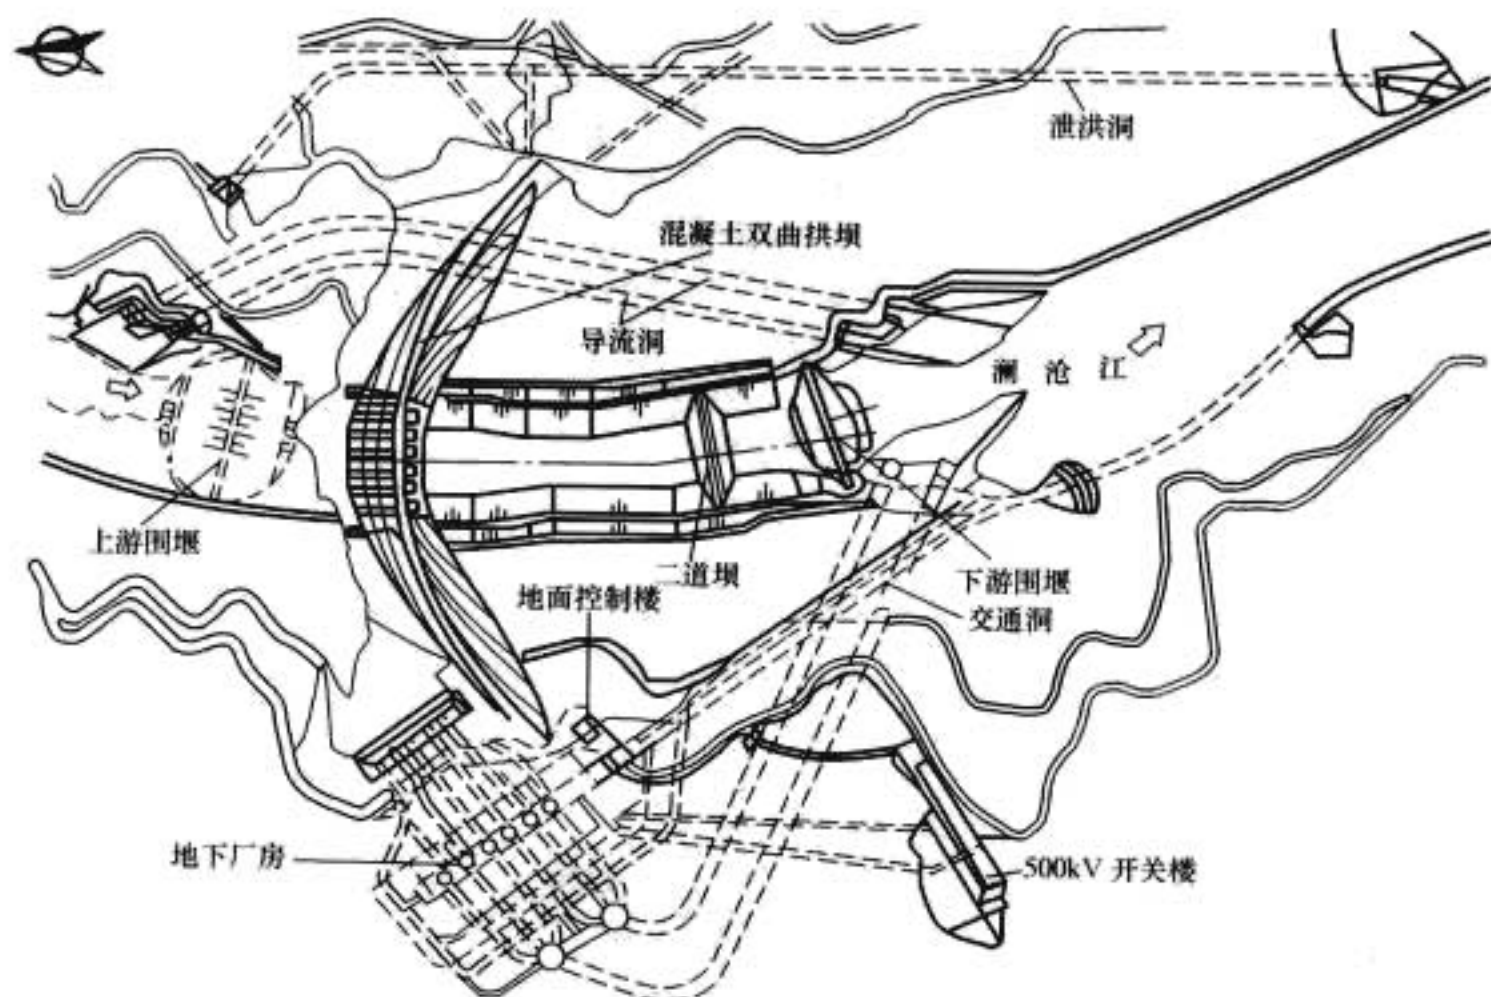 泄洪洞
混凝土双曲拱坝
导流洞
澜沧江
上游围堰
二道坝
下游围堰
地面控制楼
交通洞
地下厂房
500kV 开关楼